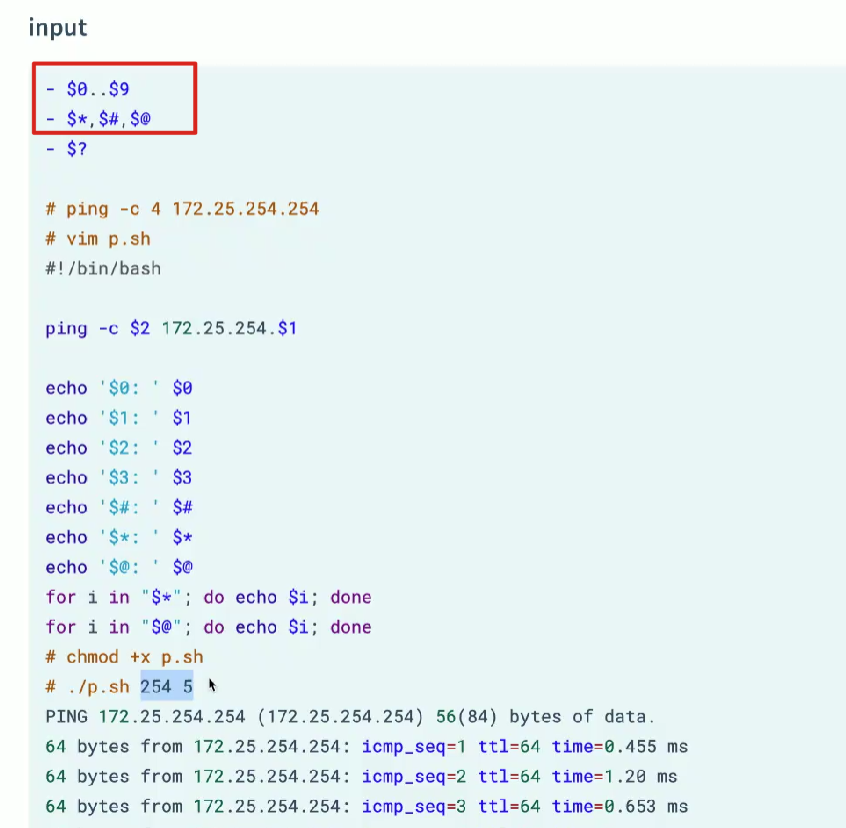 input
- $0..$9
- $*,$#,$@
- $?
# ping -c 4 172.25.254.254
# vim p.sh
#!/bin/bash
ping -c $2 172.25.254.$1
echo '$0: ' $0
echo '$1: ' $1
echo '$2: ' $2
echo '$3: ' $3
echo '$#: ' $#
echo '$*: ' $*
echo '$@: ' $@
for i in "$*"; do echo $i; done
for i in "$@"; do echo $i; done
# chmod +x p.sh
# ./p.sh 254 5
PING 172.25.254.254 (172.25.254.254) 56(84) bytes of data.
64 bytes from 172.25.254.254: icmp_seq=1 ttl=64 time=0.455 ms
64 bytes from 172.25.254.254: icmp_seq=2 ttl=64 time=1.20 ms
64 bytes from 172.25.254.254: icmp_seq=3 ttl=64 time=0.653 ms